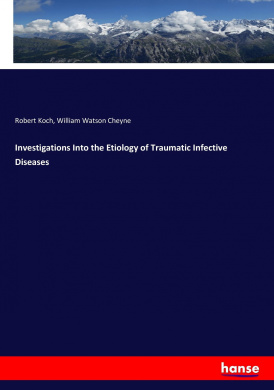 Robert Koch, William Watson Cheyne
Investigations Into the Etiology of Traumatic Infective
Diseases
hanse